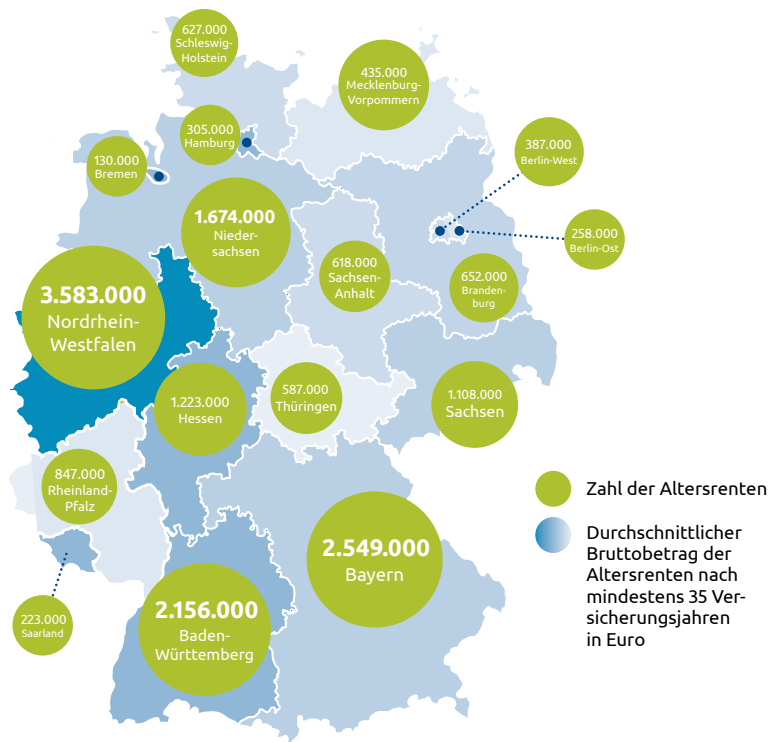 627.000
Schleswig-
Holstein
435.000
Mecklenburg-
Vorpommern
305.000
Hamburg
387.000
Berlin-West
130.000
Bremen
1.674.000
Nieder-
sachsen
258.000
Berlin-Ost
618.000
Sachsen-
Anhalt
652.000
Branden-
burg
3.583.000
Nordrhein-
Westfalen
587.000
Thüringen
1.223.000
Hessen
1.108.000
Sachsen
847.000
Rheinland-
Pfalz
Zahl der Altersrenten
Durchschnittlicher
Bruttobetrag der
Altersrenten nach
mindestens 35 Ver-
sicherungsjahren
in Euro
2.549.000
Bayern
2.156.000
Baden-
Württemberg
223.000
Saarland